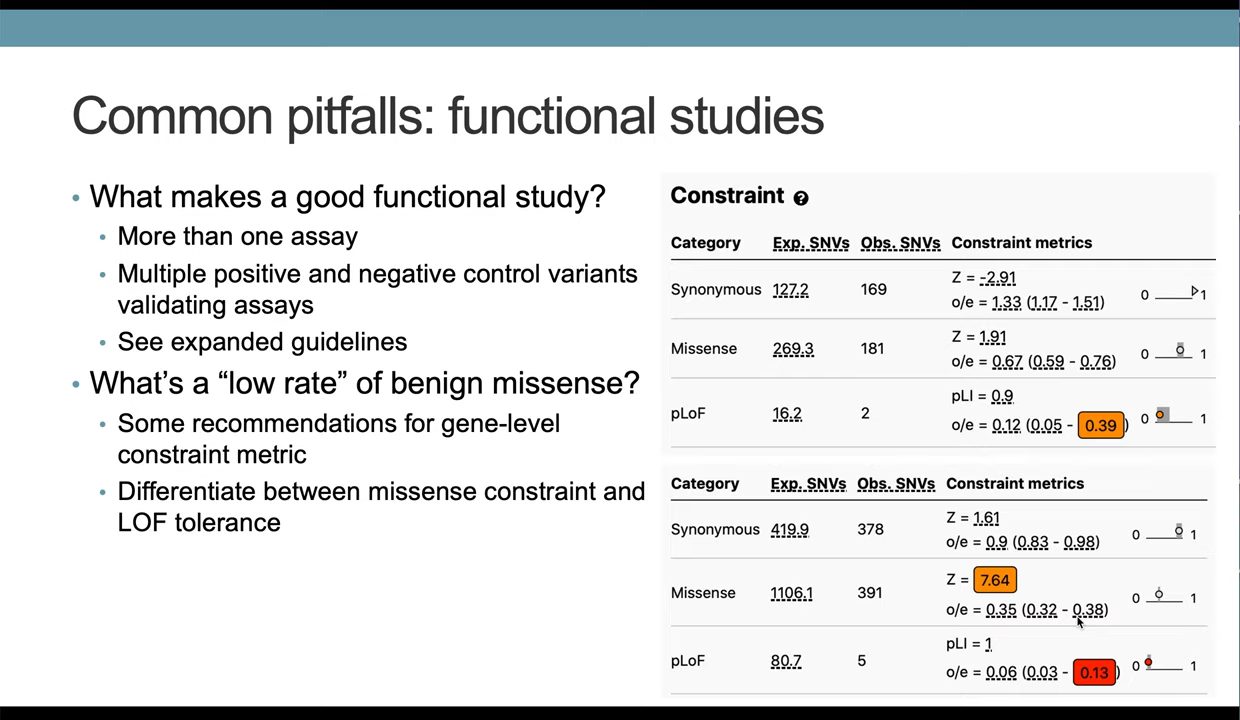 Common pitfalls: functional studies
• What makes a good functional study?
• More than one assay
• Multiple positive and negative control variants
validating assays
• See expanded guidelines
• What's a “low rate” of benign missense?
• Some recommendations for gene-level
constraint metric
• Differentiate between missense constraint and
LOF tolerance
Constraint ?
Category Exp. SNVs Obs. SNVs Constraint metrics
Synonymous 127.2 169 Z = -2.91
o/e = 1.33 (1.17 - 1.51) 0 1
Missense 269.3 181 Z = 1.91
o/e = 0.67 (0.59 - 0.76) 0 1
pLoF 16.2 2 pLI = 0.9
o/e = 0.12 (0.05 - 0.39) 0 1
Category Exp. SNVs Obs. SNVs Constraint metrics
Synonymous 419.9 378 Z = 1.61
o/e = 0.9 (0.83 - 0.98) 0 1
Missense 1106.1 391 Z = 7.64
o/e = 0.35 (0.32 - 0.38) 0 1
pLoF 80.7 5 pLI = 1
o/e = 0.06 (0.03 - 0.13) 0 1